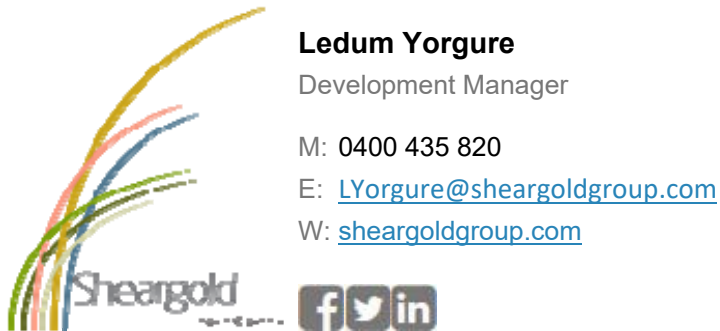 Ledum Yorgure
Development Manager
M: 0400 435 820
E: LYorgure@sheargoldgroup.com
W: sheargoldgroup.com
Sheargold